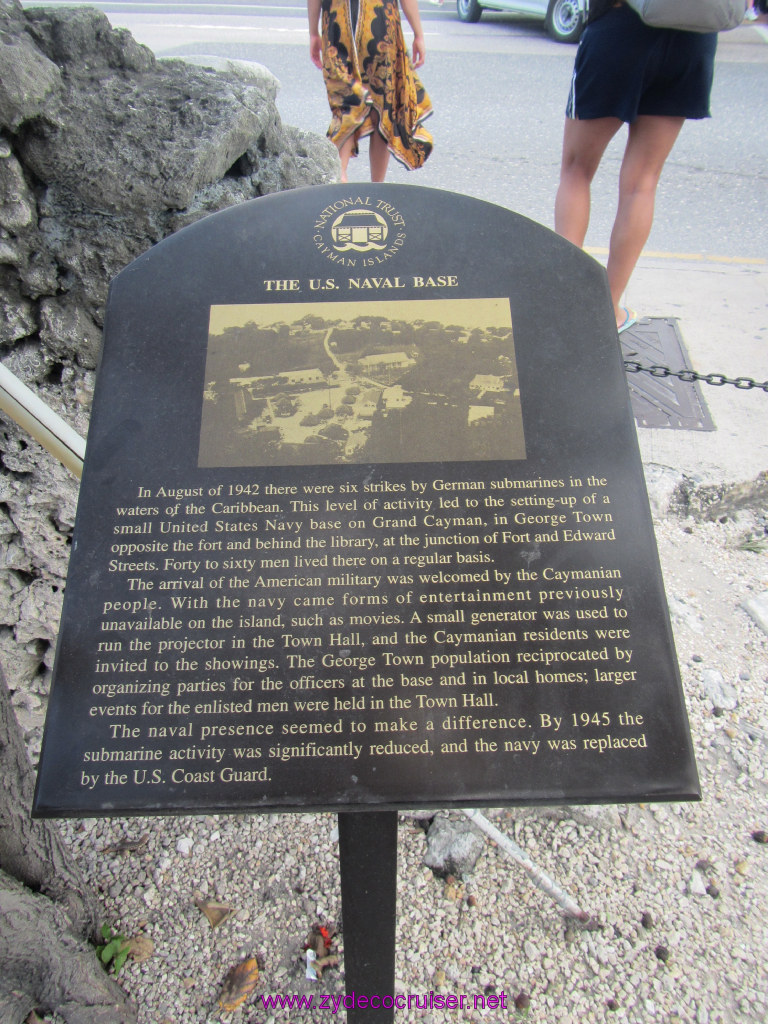 NATIONAL TRUST
CAYMAN ISLANDS
THE U.S. NAVAL BASE
In August of 1942 there were six strikes by German submarines in the
waters of the Caribbean. This level of activity led to the setting-up of a
small United States Navy base on Grand Cayman, in George Town
opposite the fort and behind the library, at the junction of Fort and Edward
Streets. Forty to sixty men lived there on a regular basis.
The arrival of the American military was welcomed by the Caymanian
people. With the navy came forms of entertainment previously
unavailable on the island, such as movies. A small generator was used to
run the projector in the Town Hall, and the Caymanian residents were
invited to the showings. The George Town population reciprocated by
organizing parties for the officers at the base and in local homes; larger
events for the enlisted men were held in the Town Hall.
The naval presence seemed to make a difference. By 1945 the
submarine activity was significantly reduced, and the navy was replaced
by the U.S. Coast Guard.
www.zydecocruiser.net